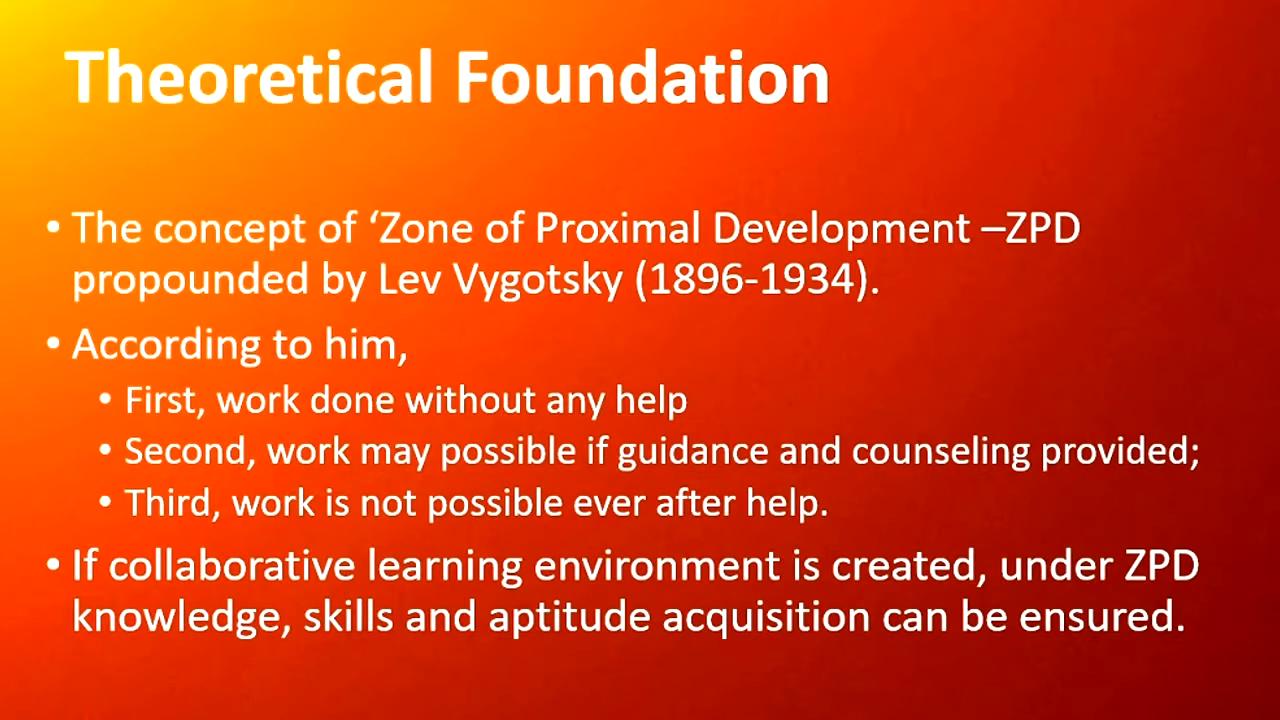 Theoretical Foundation
• The concept of ‘Zone of Proximal Development –ZPD
propounded by Lev Vygotsky (1896-1934).
• According to him,
• First, work done without any help
• Second, work may possible if guidance and counseling provided;
• Third, work is not possible ever after help.
• If collaborative learning environment is created, under ZPD
knowledge, skills and aptitude acquisition can be ensured.